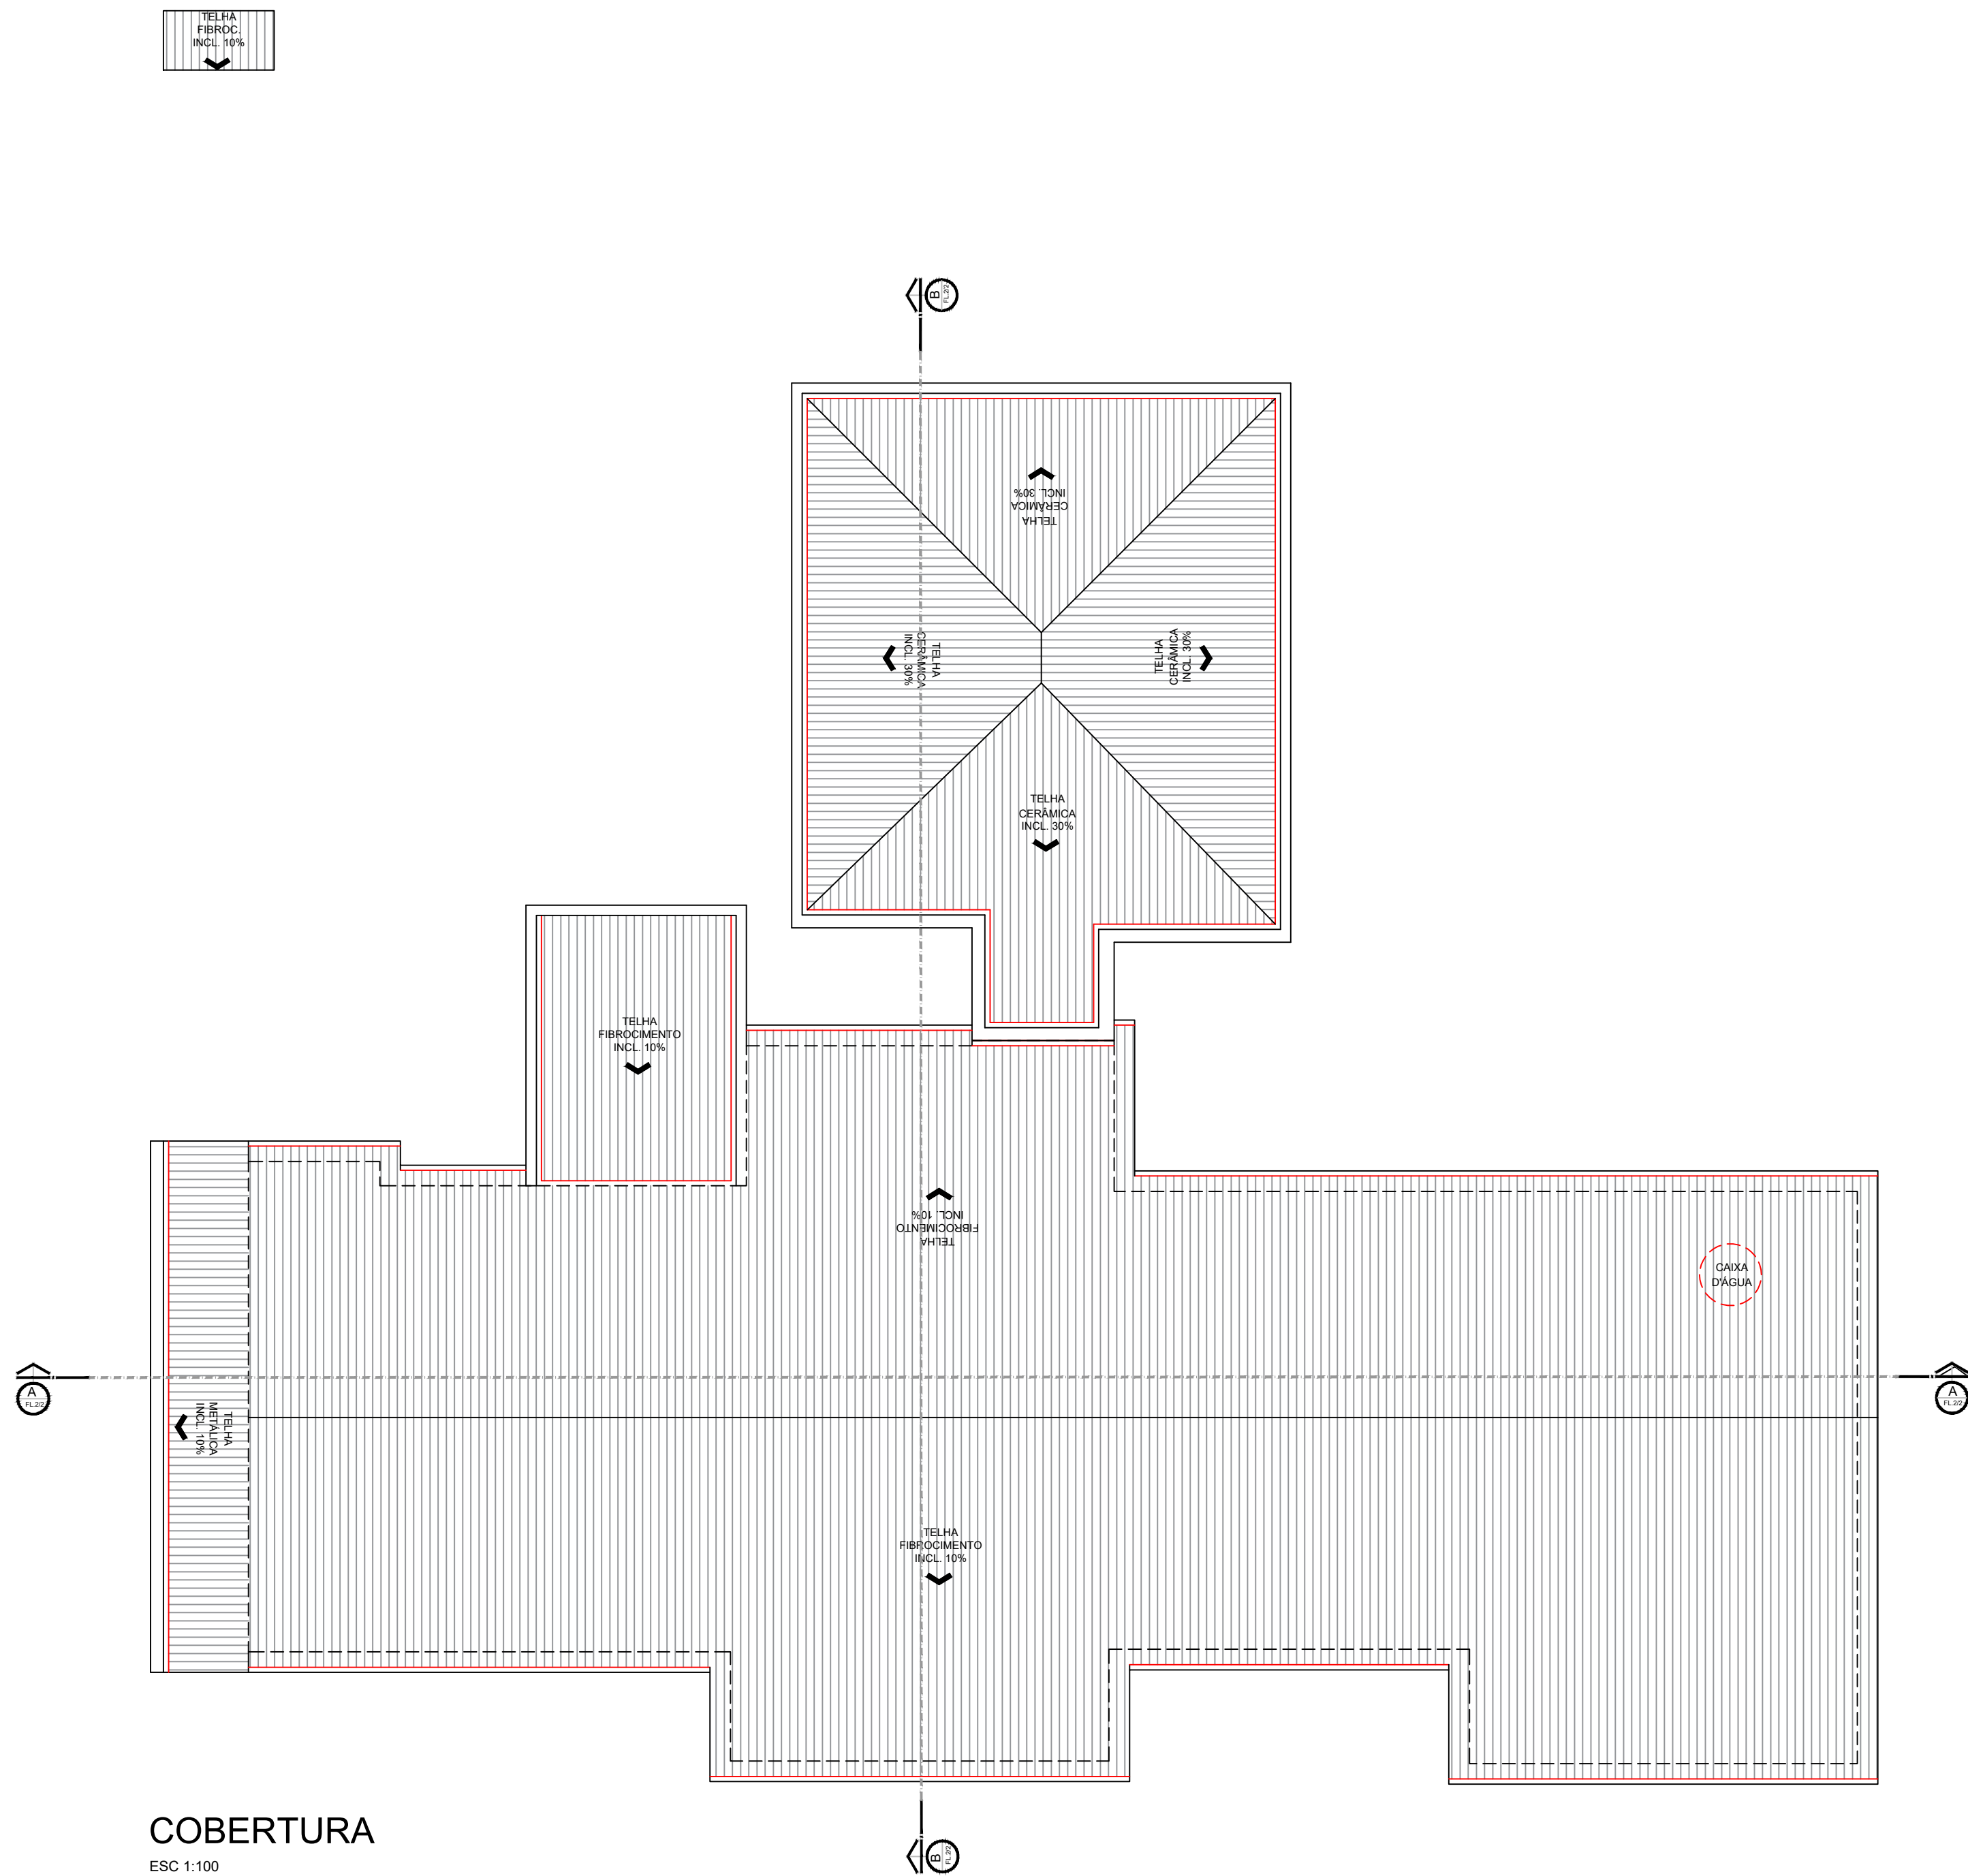 TELHA
FIBROC.
INCL. 10%
B
FL.2/2
TELHA
CERÂMICA
INCL. 30%
TELHA
CERÂMICA
INCL. 30%
TELHA
CERÂMICA
INCL. 30%
TELHA
CERÂMICA
INCL. 30%
TELHA
FIBROCIMENTO
INCL. 10%
TELHA
FIBROCIMENTO
INCL. 10%
CAIXA
D'ÁGUA
A
FL.2/2
A
FL.2/2
TELHA
METÁLICA
INCL. 10%
TELHA
FIBROCIMENTO
INCL. 10%
COBERTURA
ESC 1:100
B
FL.2/2